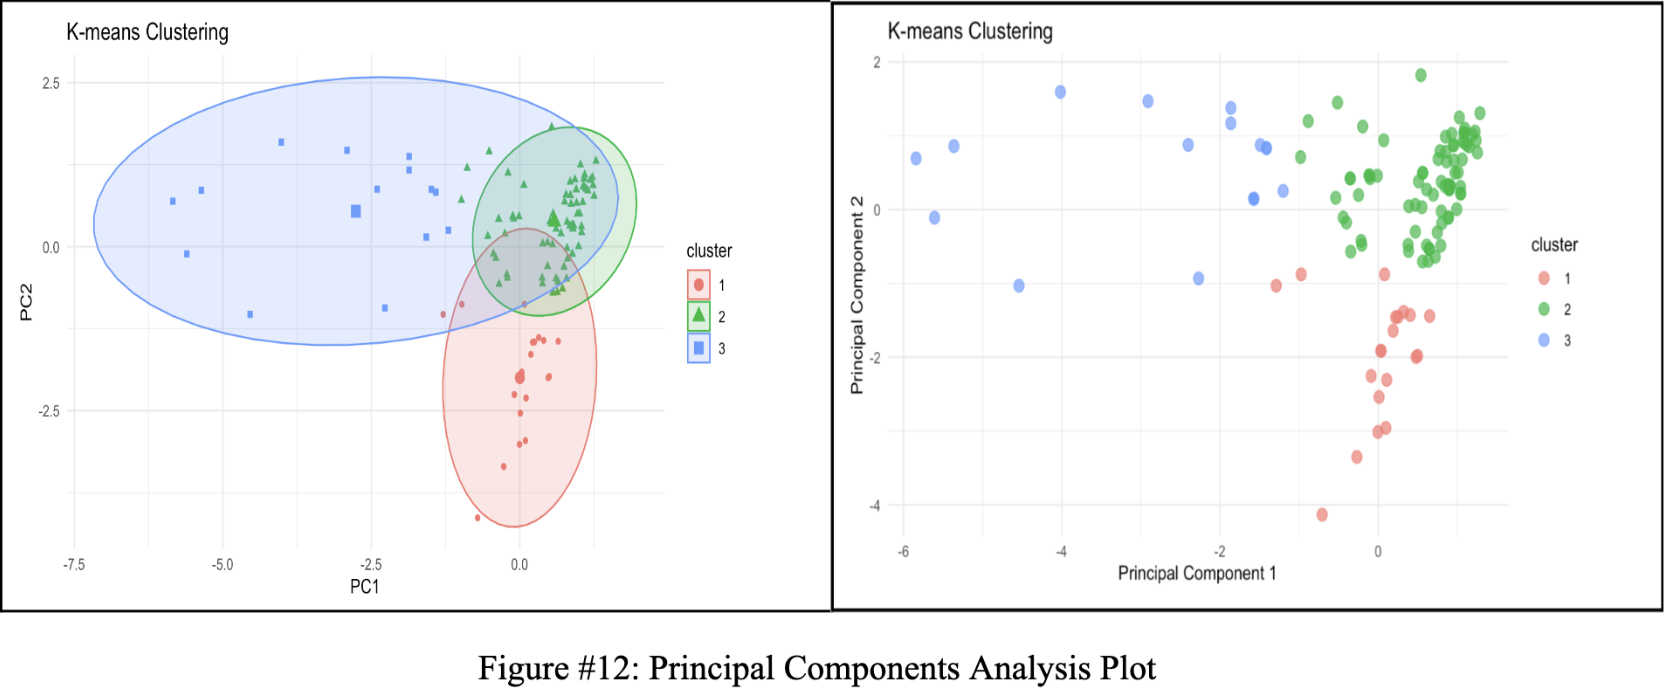 K-means Clustering
2.5
0.0
-2.5
PC2
-7.5 -5.0 -2.5 0.0
PC1
cluster
1
2
3
K-means Clustering
2
0
-2
-4
Principal Component 2
-6 -4 -2 0
Principal Component 1
cluster
1
2
3
Figure #12: Principal Components Analysis Plot